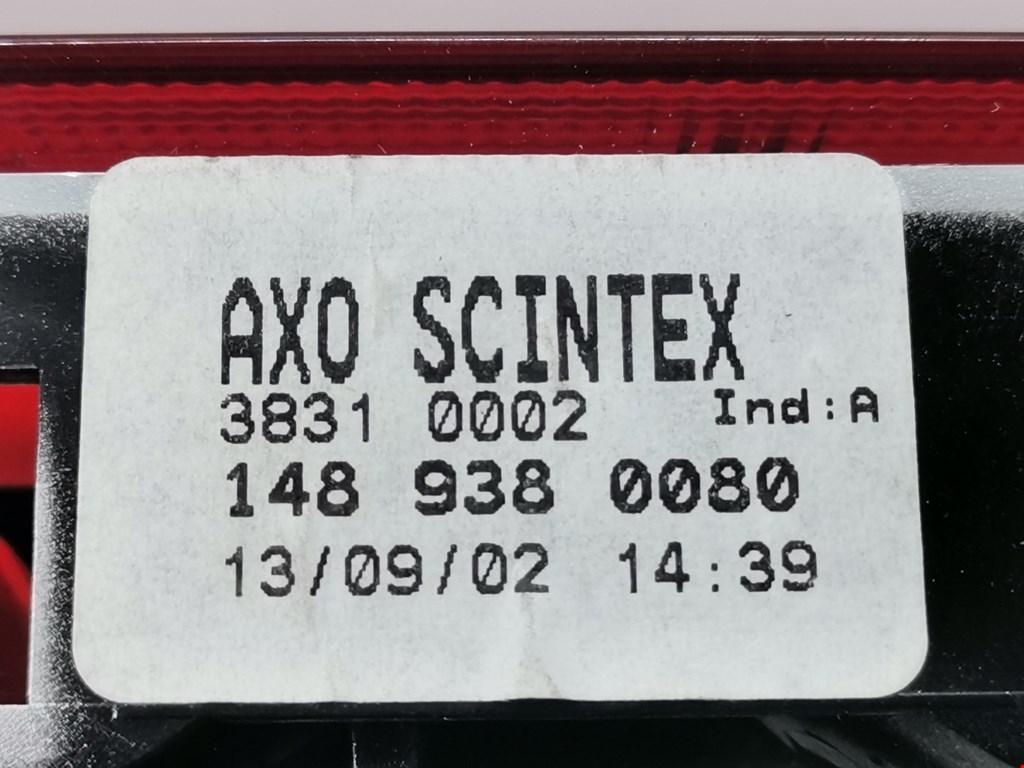 AXO SCINTEX
3831 0002 Ind:A
148 938 0080
13/09/02 14:39